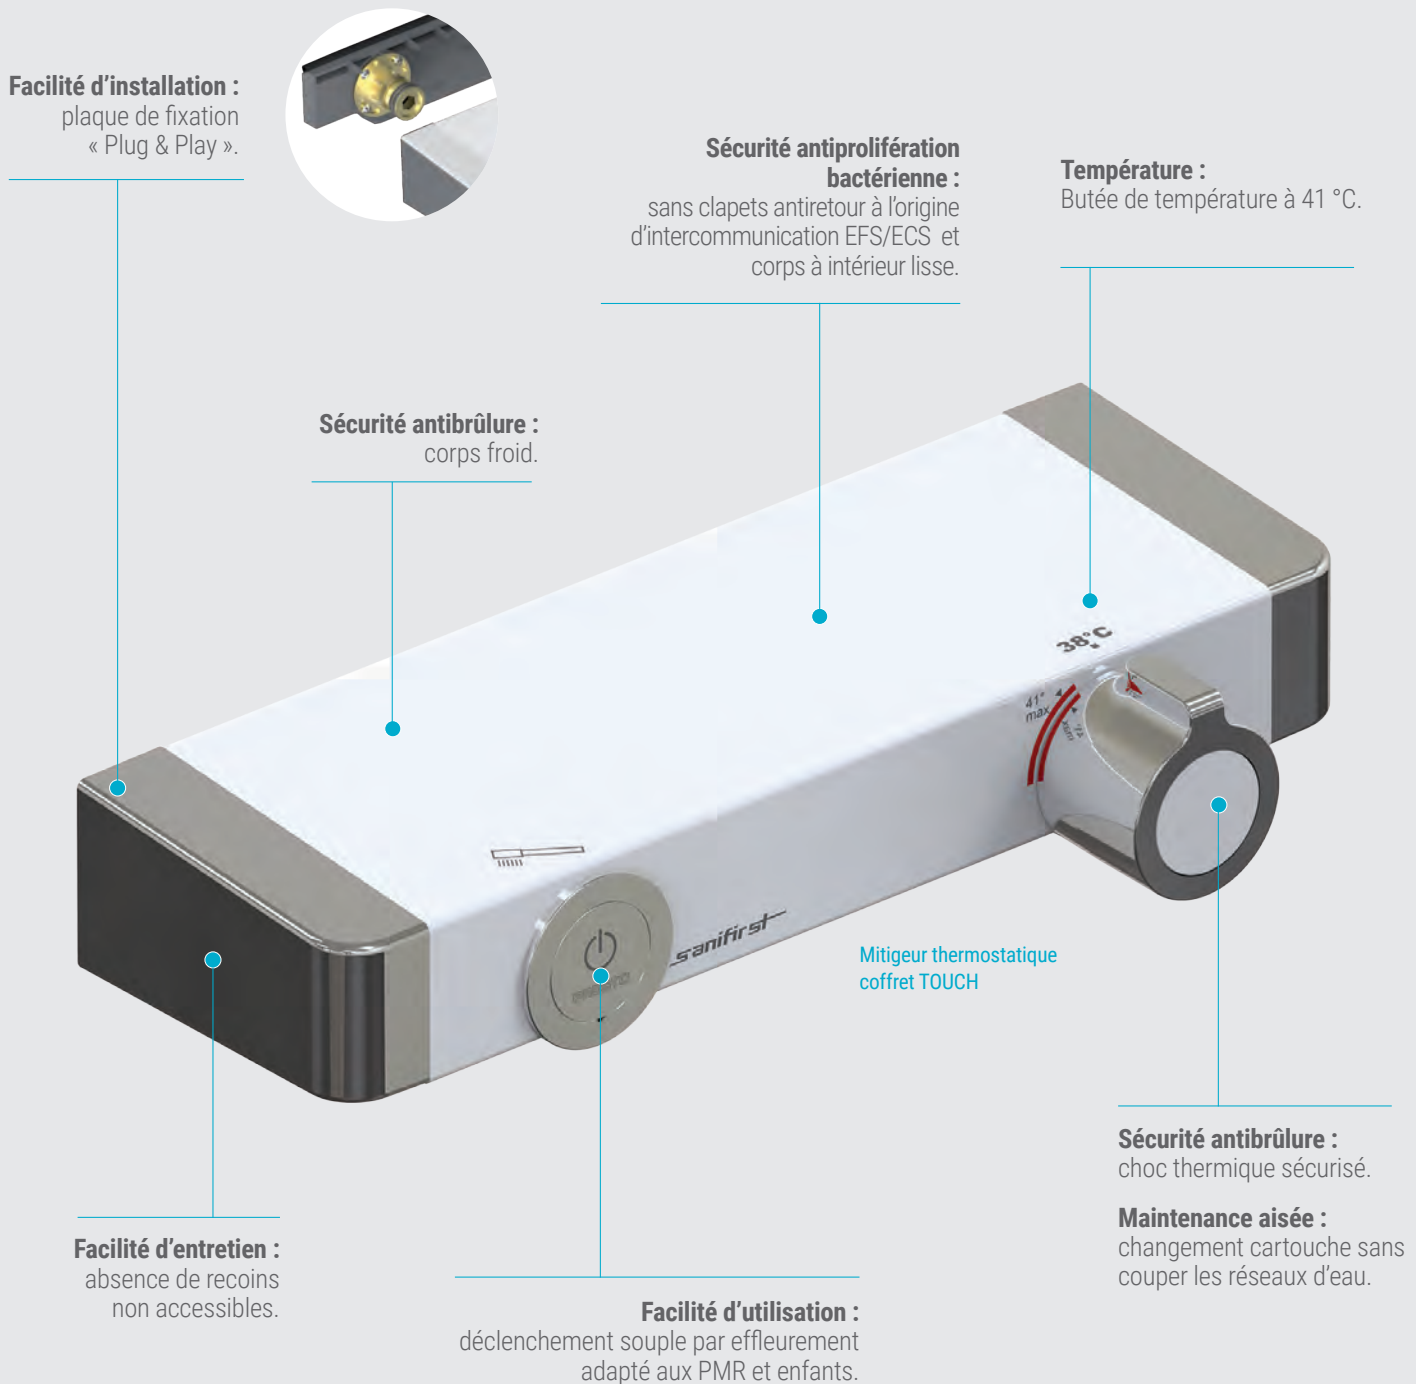 Facilité d'installation :
plaque de fixation
« Plug & Play ».
Sécurité antiprolifération
bactérienne :
sans clapets antiretour à l'origine
d'intercommunication EFS/ECS et
corps à intérieur lisse.
Température :
Butée de température à 41 °C.
Sécurité antibrûlure :
corps froid.
38°C
41°
max
sanifirst
PRESTO
Mitigeur thermostatique
coffret TOUCH
Sécurité antibrûlure :
choc thermique sécurisé.
Maintenance aisée :
changement cartouche sans
couper les réseaux d'eau.
Facilité d'entretien :
absence de recoins
non accessibles.
Facilité d'utilisation :
déclenchement souple par effleurement
adapté aux PMR et enfants.